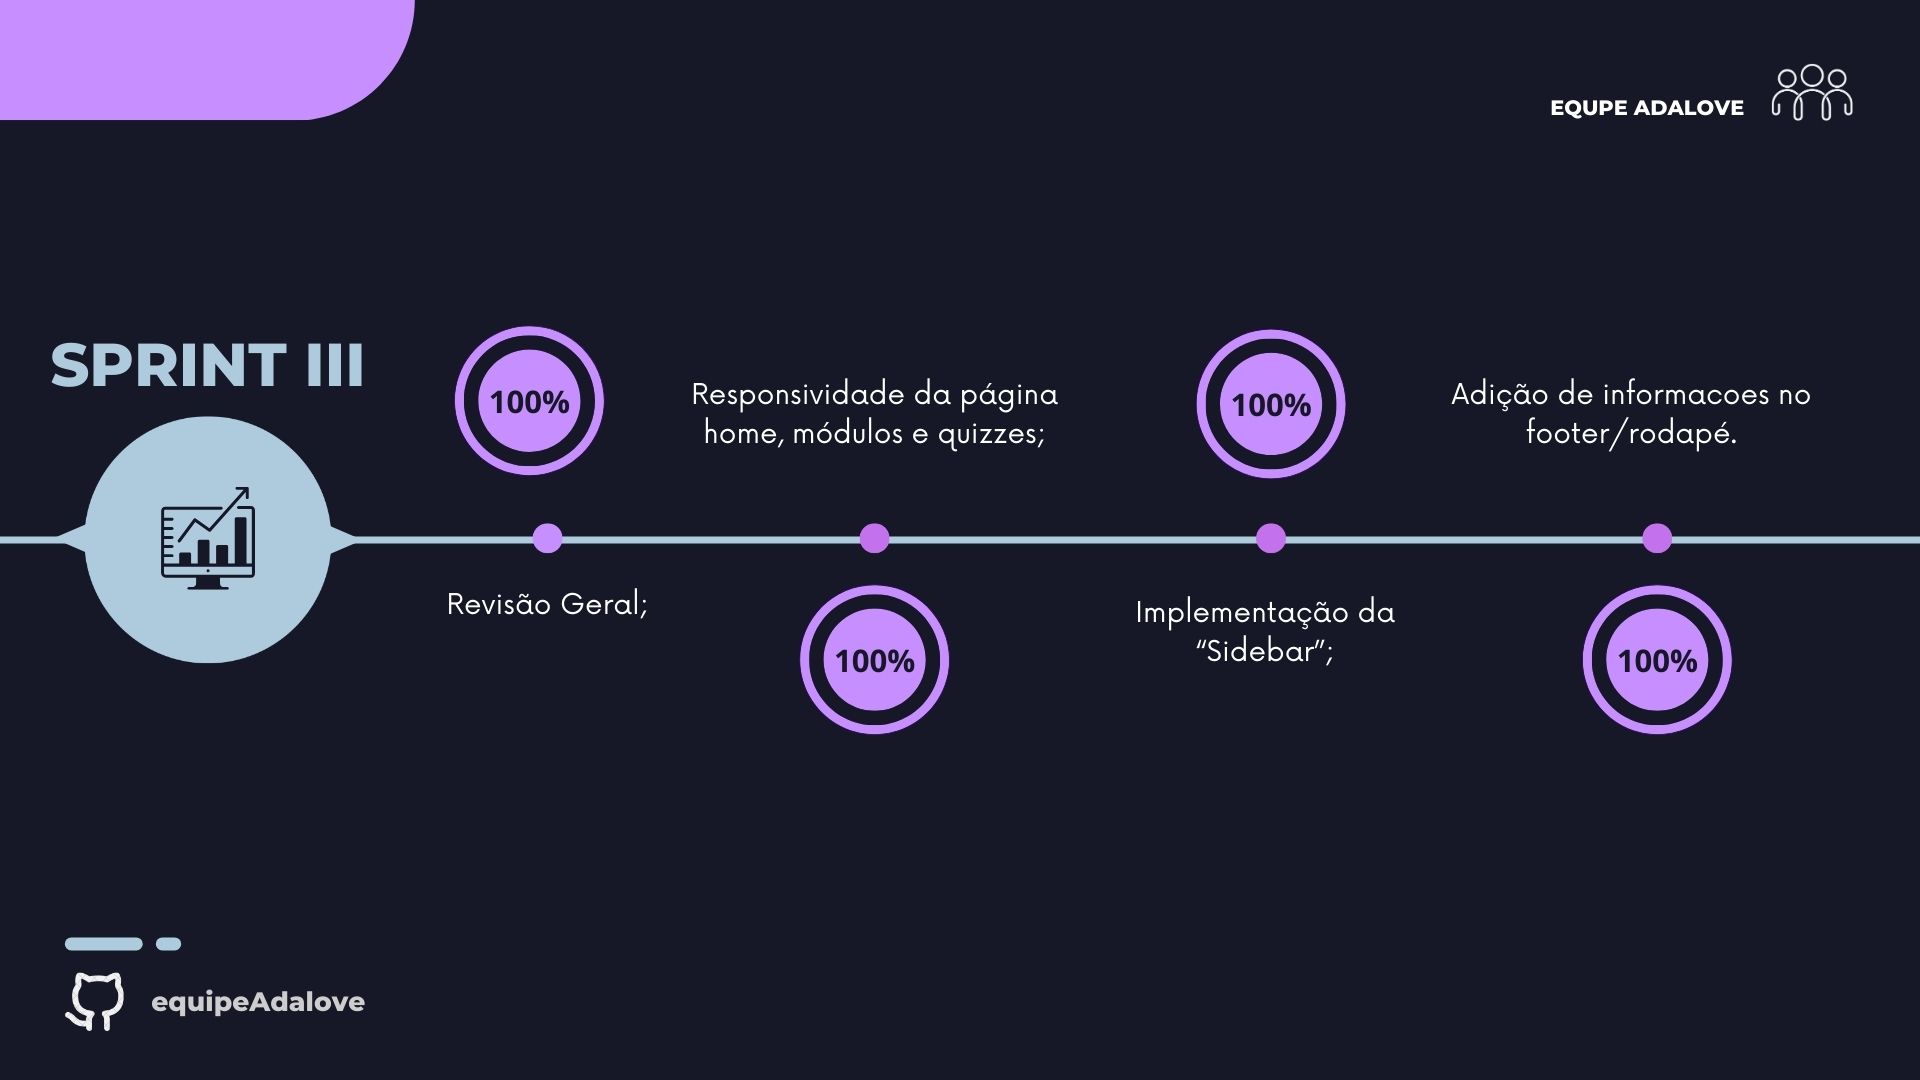 EQUPE ADALOVE
SPRINT III
100%
Revisão Geral;
Responsividade da página
home, módulos e quizzes;
100%
100%
Implementação da
“Sidebar”;
Adição de informacoes no
footer/rodapé.
100%
equipeAdalove